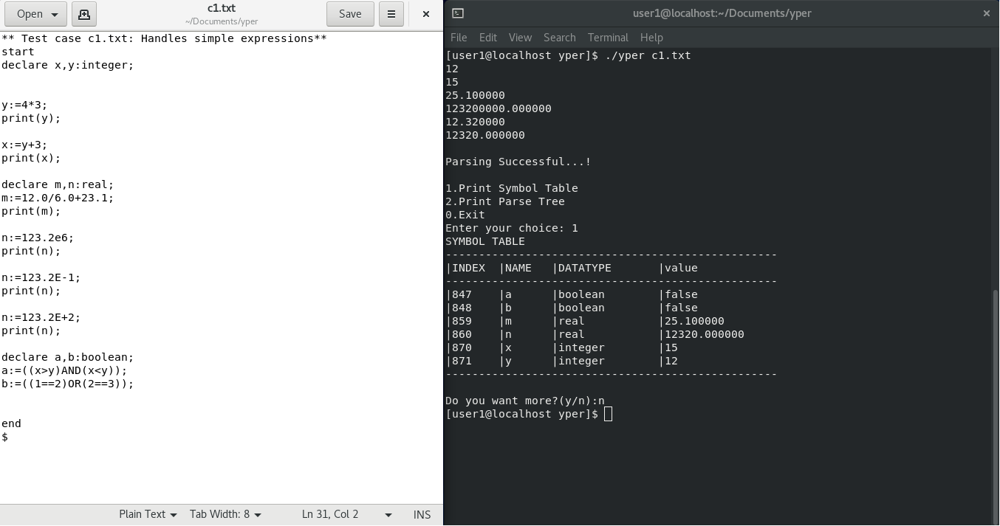 Open
c1.txt
~/Documents/yper
Save
** Test case c1.txt: Handles simple expressions**
start
declare x,y:integer;
y:=4*3;
print(y);
x:=y+3;
print(x);
declare m,n:real;
m:=12.0/6.0+23.1;
print(m);
n:=123.2e6;
print(n);
n:=123.2E-1;
print(n);
n:=123.2E+2;
print(n);
declare a,b:boolean;
a:=((x>y)AND(x<y));
b:=((1==2)OR(2==3));
end
$
Plain Text Tab Width: 8 Ln 31, Col 2 INS
user1@localhost:~/Documents/yper
File Edit View Search Terminal Help
[user1@localhost yper]$ ./yper c1.txt
12
15
25.100000
123200000.000000
12.320000
12320.000000
Parsing Successful...!
1.Print Symbol Table
2.Print Parse Tree
0.Exit
Enter your choice: 1
SYMBOL TABLE
--------------------------------------------------
|INDEX |NAME |DATATYPE |value
--------------------------------------------------
|847 |a |boolean |false
|848 |b |boolean |false
|859 |m |real |25.100000
|860 |n |real |12320.000000
|870 |x |integer |15
|871 |y |integer |12
--------------------------------------------------
Do you want more?(y/n):n
[user1@localhost yper]$